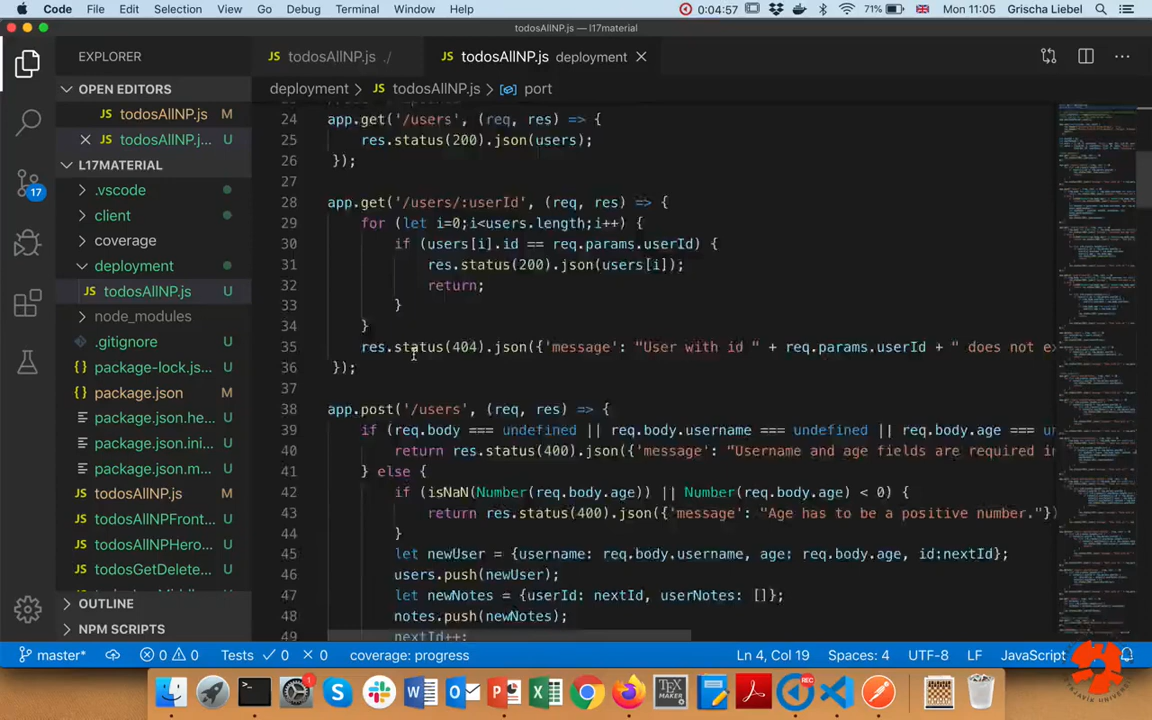 Code File Edit Selection View Go Debug Terminal Window Help 0:04:57 71% Mon 11:05 Grischa Liebel
todosAllNP.js — l17material
EXPLORER
OPEN EDITORS
todosAllNP.js M
todosAllNP.j... U
L17MATERIAL
.vscode
client
coverage
deployment
todosAllNP.js U
node_modules
.gitignore U
package-lock.js... U
package.json M
package.json.he... U
package.json.ini... U
package.json.m... U
todosAllNP.js M
todosAllNPFront... U
todosAllNPHero... U
todosGetDelete... U
OUTLINE
NPM SCRIPTS
17
todosAllNP.js ./
todosAllNP.js deployment
deployment > todosAllNP.js > port
24 app.get('/users', (req, res) => {
25 res.status(200).json(users);
26 });
27
28 app.get('/users/:userId', (req, res) => {
29 for (let i=0;i<users.length;i++) {
30 if (users[i].id == req.params.userId) {
31 res.status(200).json(users[i]);
32 return;
33 }
34 }
35 res.status(404).json({'message': "User with id " + req.params.userId + " does not ex
36 });
37
38 app.post('/users', (req, res) => {
39 if (req.body === undefined || req.body.username === undefined || req.body.age === un
40 return res.status(400).json({'message': "Username and age fields are required in
41 } else {
42 if (isNaN(Number(req.body.age)) || Number(req.body.age) < 0) {
43 return res.status(400).json({'message': "Age has to be a positive number."})
44 }
45 let newUser = {username: req.body.username, age: req.body.age, id:nextId};
46 users.push(newUser);
47 let newNotes = {userId: nextId, userNotes: []};
48 notes.push(newNotes);
49 nextId++;
master* 0 0 Tests 0 0 coverage: progress Ln 4, Col 19 Spaces: 4 UTF-8 LF JavaScript